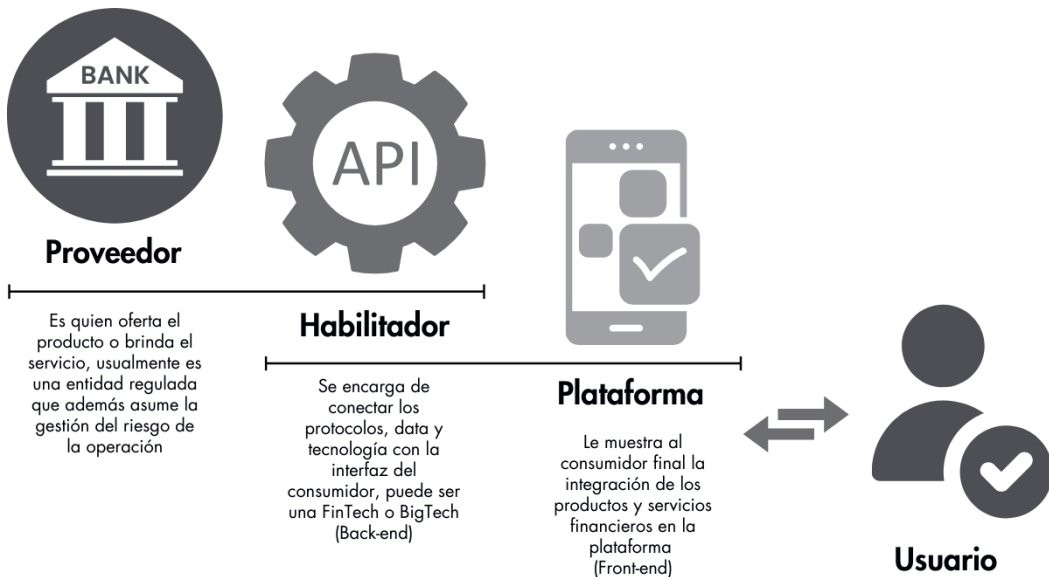 BANK
Proveedor
Es quien oferta el
producto o brinda el
servicio, usualmente es
una entidad regulada
que además asume la
gestión del riesgo de
la operación
API
Habilitador
Se encarga de
conectar los
protocolos, data y
tecnología con la
interfaz del
consumidor, puede ser
una FinTech o BigTech
(Back-end)
Plataforma
Le muestra al
consumidor final la
integración de los
productos y servicios
financieros en la
plataforma
(Front-end)
Usuario